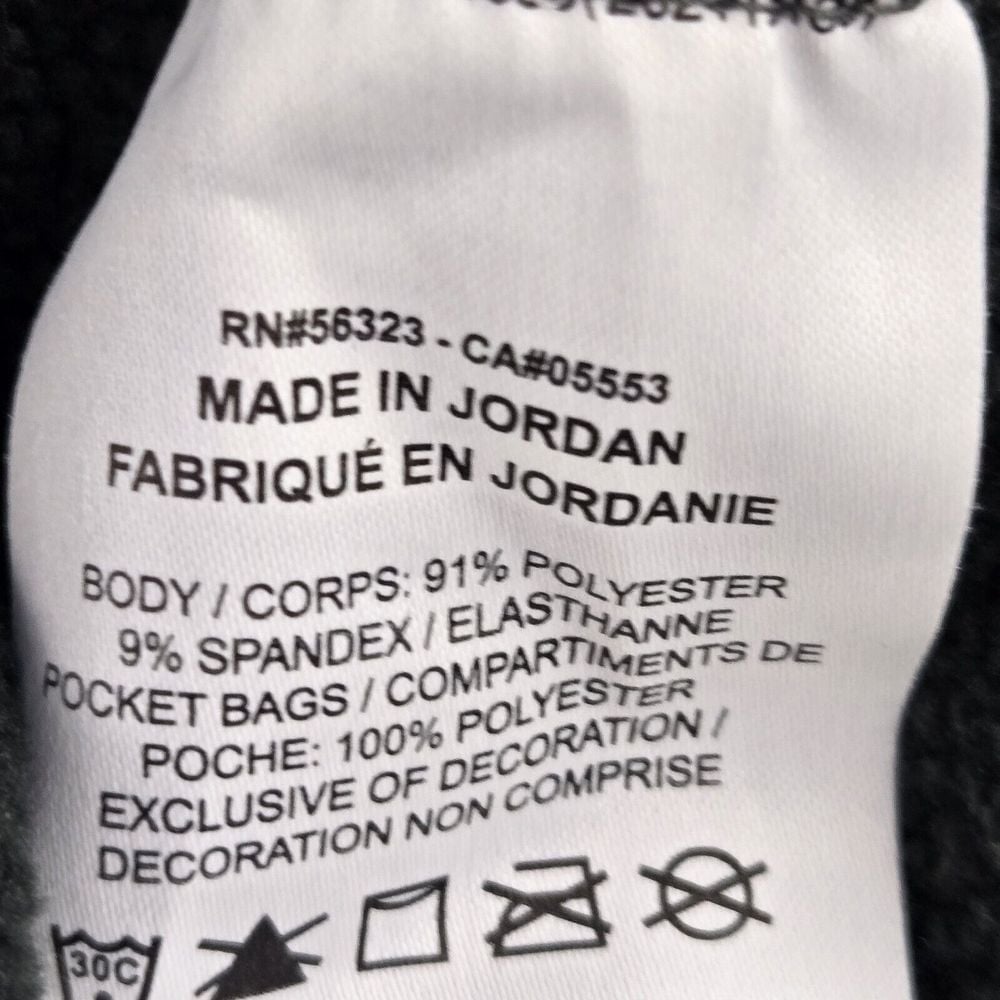 RN#56323 - CA#05553
MADE IN JORDAN
FABRIQUÉ EN JORDANIE
BODY / CORPS: 91% POLYESTER
9% SPANDEX / ELASTHANNE
POCKET BAGS / COMPARTIMENTS DE
POCHE: 100% POLYESTER
EXCLUSIVE OF DECORATION /
DECORATION NON COMPRISE
30C